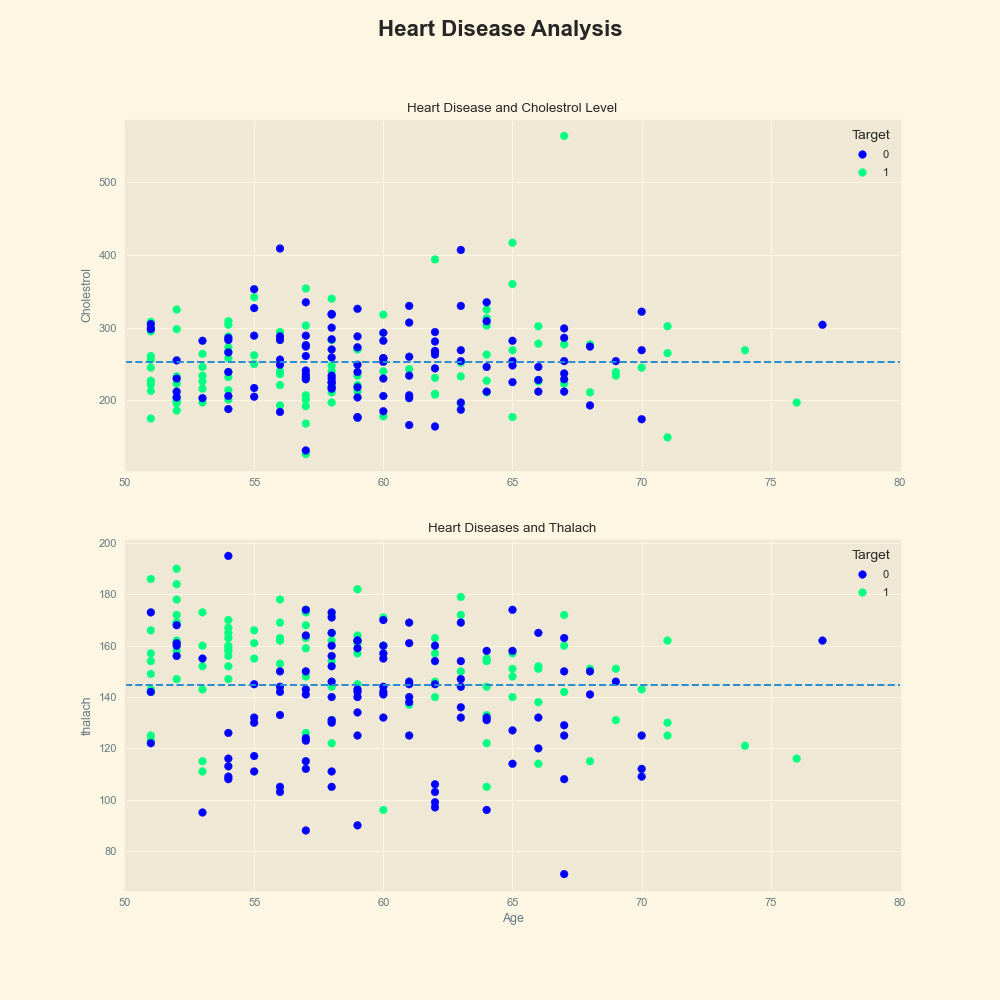 Heart Disease Analysis
Heart Disease and Cholestrol Level
Target
0
1
500
400
300
200
Cholestrol
50 55 60 65 70 75 80
Heart Diseases and Thalach
Target
0
1
200
180
160
140
120
100
80
thalach
50 55 60 65 70 75 80
Age